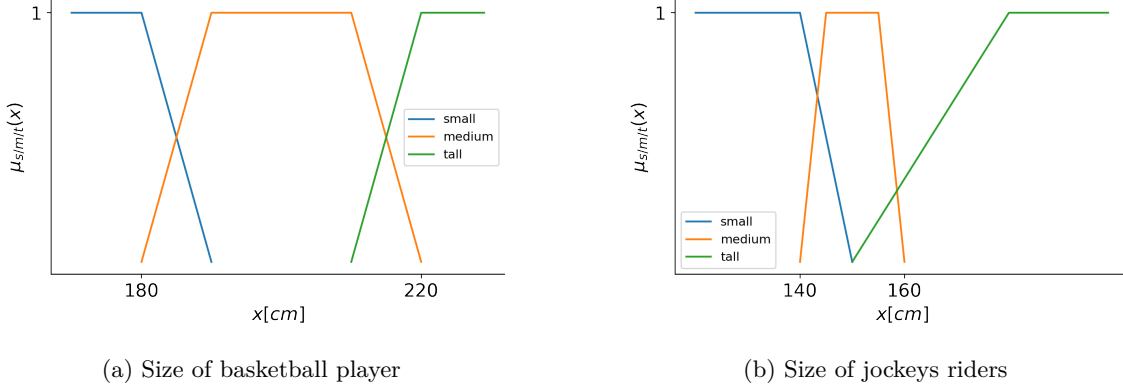 1
μs/m/t(x)
small
medium
tall
180
220
x[cm]
(a) Size of basketball player
1
μs/m/t(x)
small
medium
tall
140
160
x[cm]
(b) Size of jockeys riders